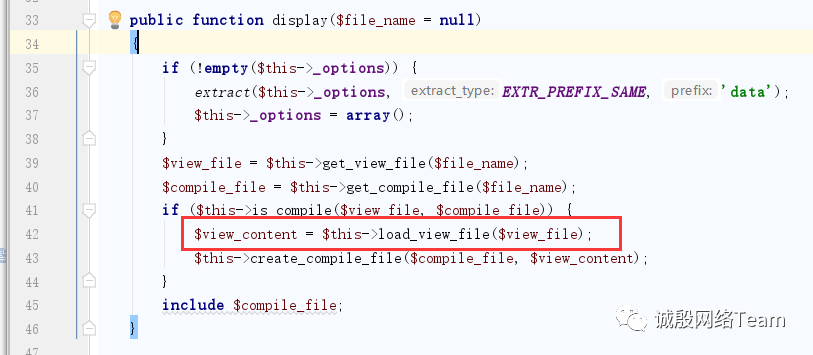 33 public function display($file_name = null)
34 {
35 if (!empty($this->_options)) {
36 extract($this->_options, extract_type: EXTR_PREFIX_SAME, prefix: 'data');
37 $this->_options = array();
38 }
39 $view_file = $this->get_view_file($file_name);
40 $compile_file = $this->get_compile_file($file_name);
41 if ($this->is_compile($view_file, $compile_file)) {
42 $view_content = $this->load_view_file($view_file);
43 $this->create_compile_file($compile_file, $view_content);
44 }
45 include $compile_file;
46 }
诚殷网络Team